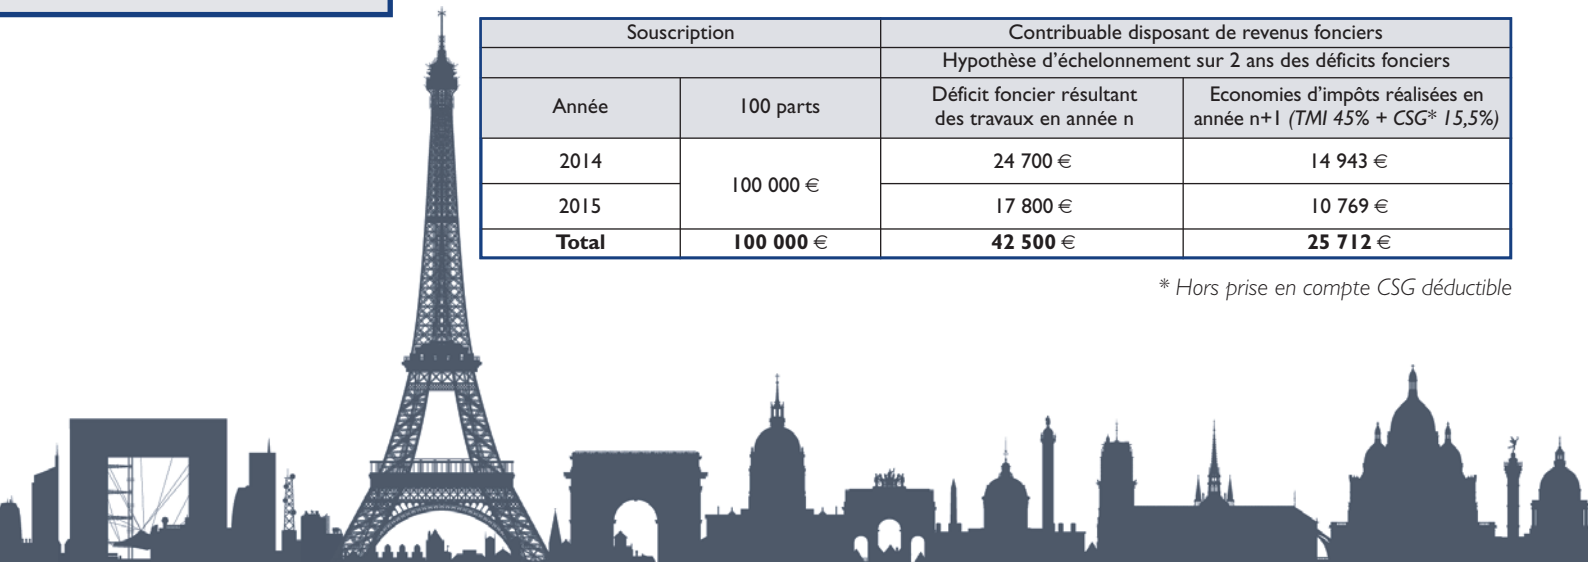 Souscription
Contribuable disposant de revenus fonciers
Hypothèse d’échelonnement sur 2 ans des déficits fonciers
Année
100 parts
Déficit foncier résultant
des travaux en année n
Economies d’impôts réalisées en
année n+1 (TMI 45% + CSG* 15,5%)
2014
100 000 €
24 700 €
14 943 €
2015
17 800 €
10 769 €
Total
100 000 €
42 500 €
25 712 €
* Hors prise en compte CSG déductible